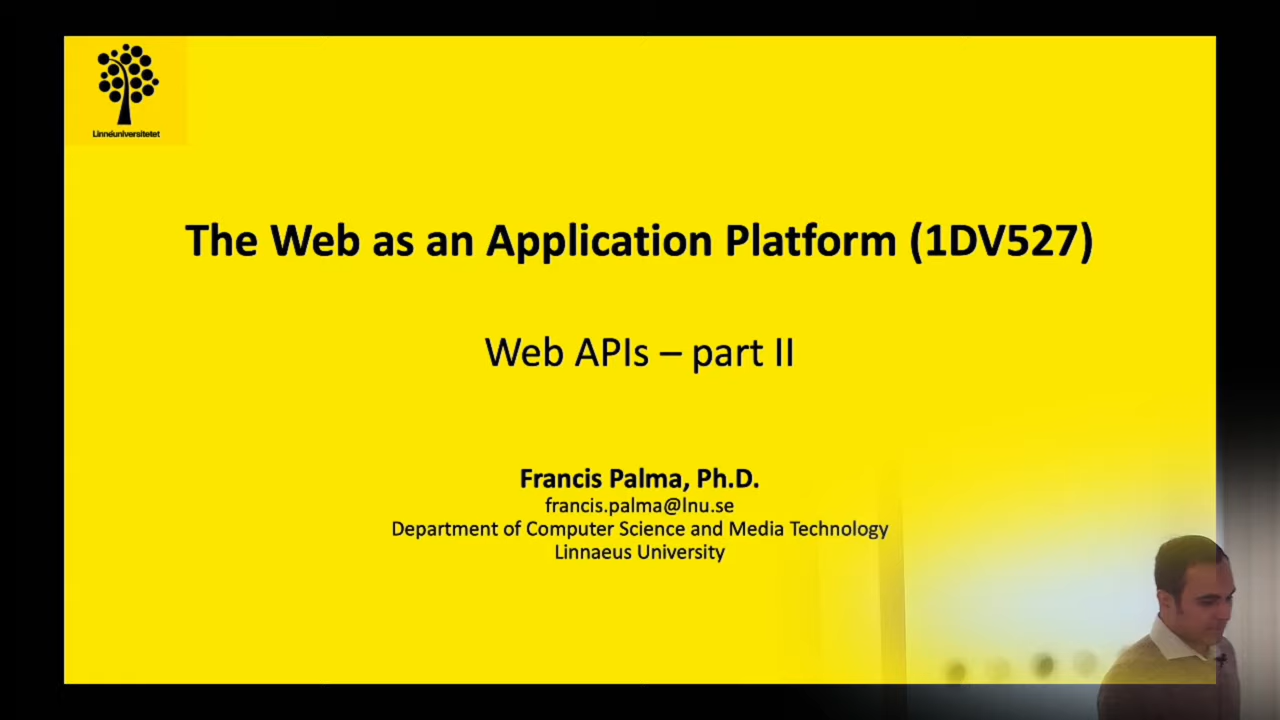 Linnéuniversitetet
The Web as an Application Platform (1DV527)
Web APIs – part II
Francis Palma, Ph.D.
francis.palma@lnu.se
Department of Computer Science and Media Technology
Linnaeus University